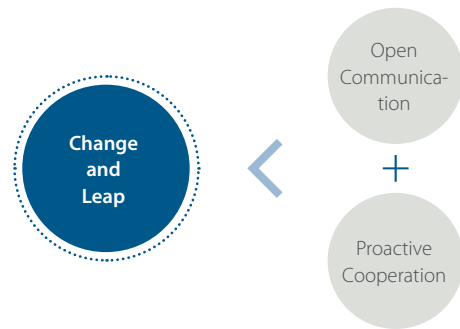 Change
and
Leap
Open
Communica-
tion
+
Proactive
Cooperation